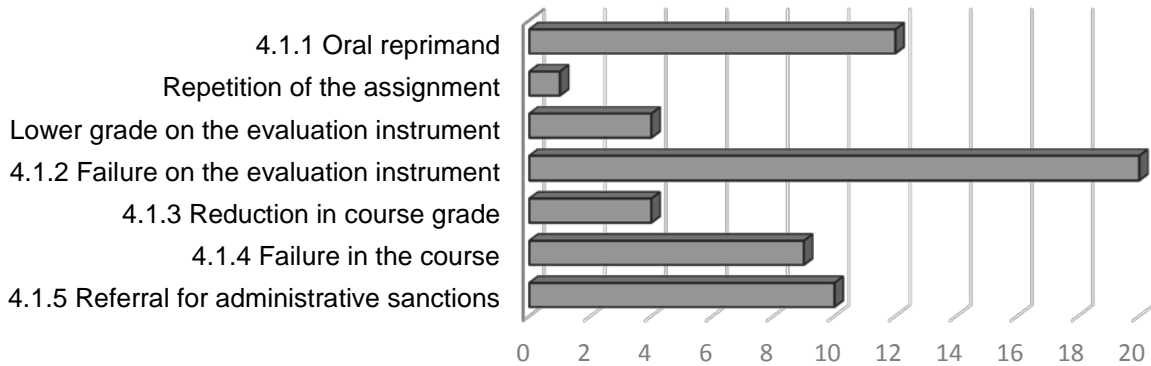 4.1.1 Oral reprimand
Repetition of the assignment
Lower grade on the evaluation instrument
4.1.2 Failure on the evaluation instrument
4.1.3 Reduction in course grade
4.1.4 Failure in the course
4.1.5 Referral for administrative sanctions
0 2 4 6 8 10 12 14 16 18 20